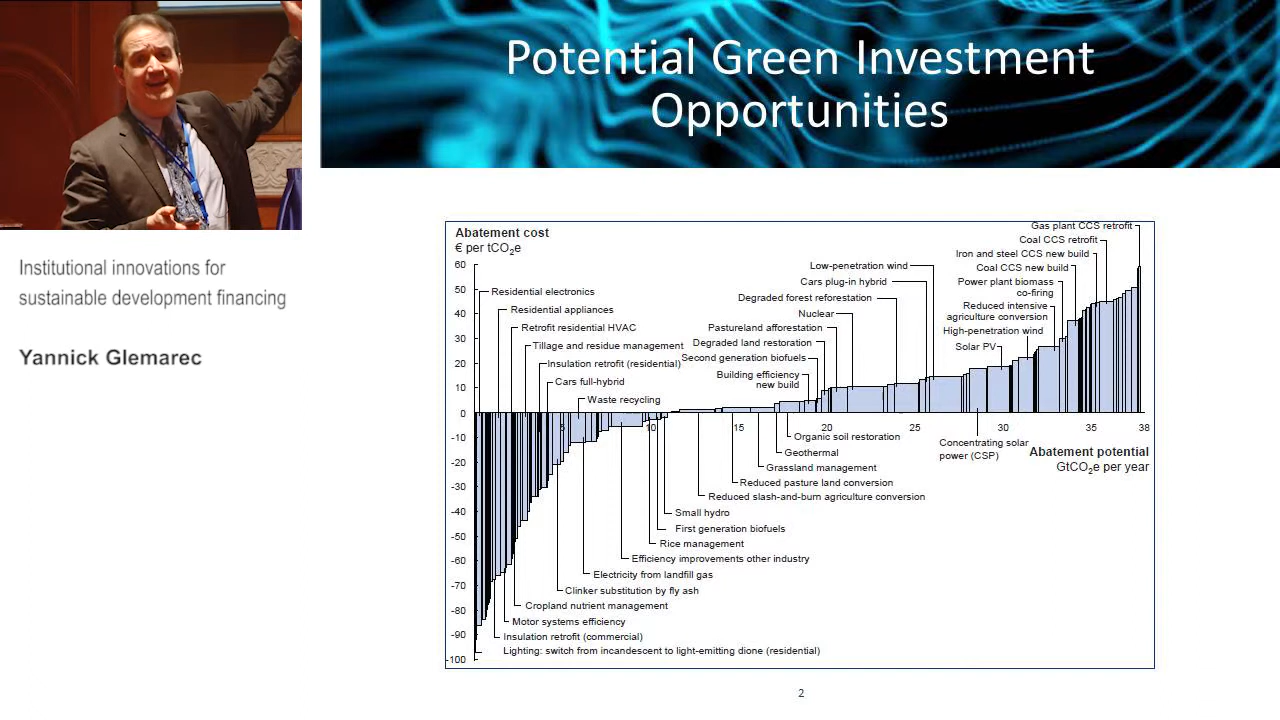 Potential Green Investment
Opportunities
Institutional innovations for
sustainable development financing
Yannick Glemarec
Abatement cost
€ per tCO2e
60
50
40
30
20
10
0
-10
-20
-30
-40
-50
-60
-70
-80
-90
-100
5
10
15
20
25
30
35
38
Abatement potential
GtCO2e per year
Residential electronics
Residential appliances
Retrofit residential HVAC
Tillage and residue management
Insulation retrofit (residential)
Cars full-hybrid
Waste recycling
Low-penetration wind
Cars plug-in hybrid
Degraded forest reforestation
Nuclear
Pastureland afforestation
Degraded land restoration
Second generation biofuels
Building efficiency
new build
Gas plant CCS retrofit
Coal CCS retrofit
Iron and steel CCS new build
Coal CCS new build
Power plant biomass
co-firing
Reduced intensive
agriculture conversion
High-penetration wind
Solar PV
Organic soil restoration
Geothermal
Grassland management
Reduced pasture land conversion
Reduced slash-and-burn agriculture conversion
Concentrating solar
power (CSP)
Small hydro
First generation biofuels
Rice management
Efficiency improvements other industry
Electricity from landfill gas
Clinker substitution by fly ash
Cropland nutrient management
Motor systems efficiency
Insulation retrofit (commercial)
Lighting: switch from incandescent to light-emitting dione (residential)
2